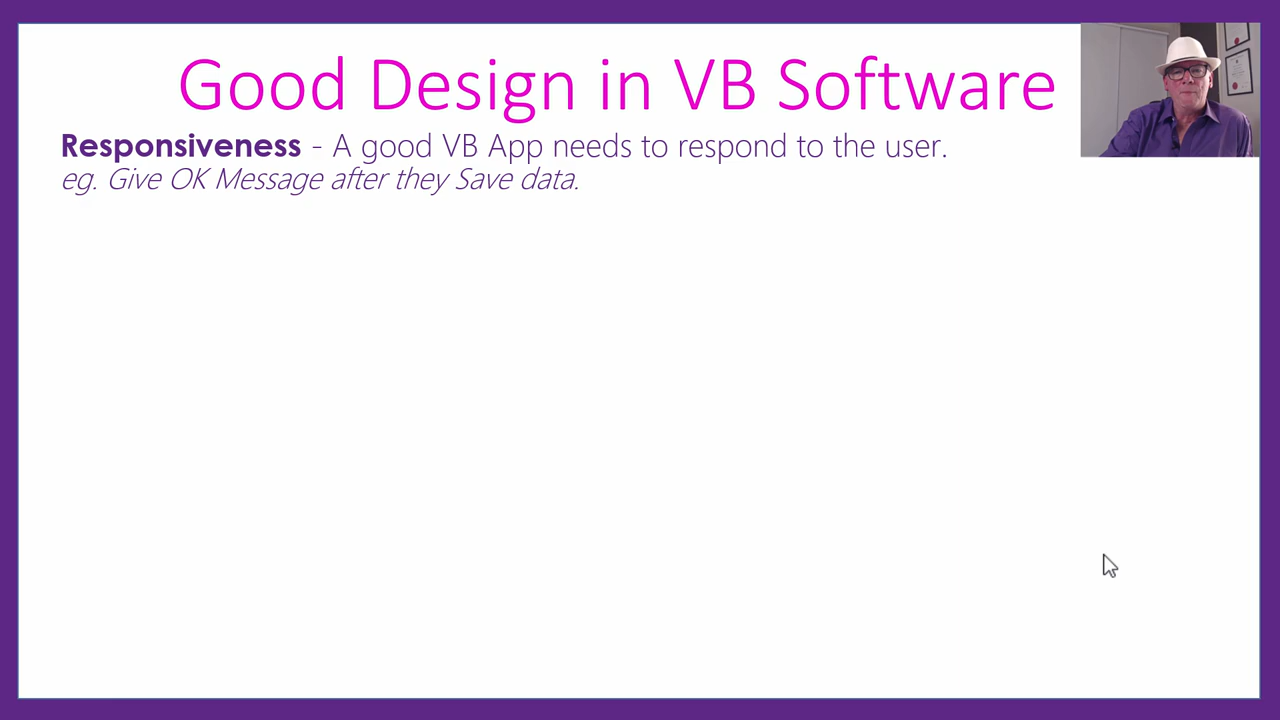 Good Design in VB Software
Responsiveness - A good VB App needs to respond to the user.
eg. Give OK Message after they Save data.